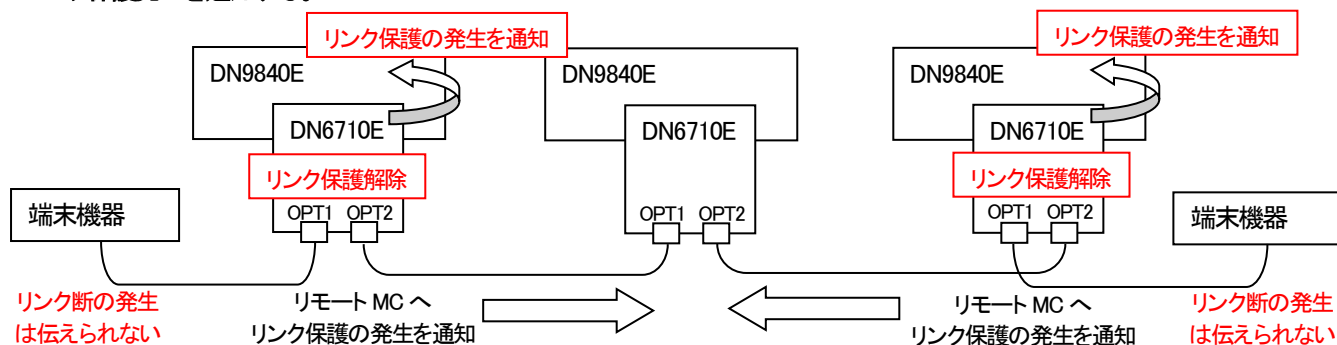 リンク保護の発生を通知
リンク保護の発生を通知
DN9840E
DN9840E
DN9840E
DN6710E
DN6710E
DN6710E
リンク保護解除
リンク保護解除
端末機器
OPT1 OPT2
OPT1 OPT2
OPT1 OPT2
端末機器
リンク断の発生
は伝えられない
リモート MC へ
リンク保護の発生を通知
リモート MC へ
リンク保護の発生を通知
リンク断の発生
は伝えられない